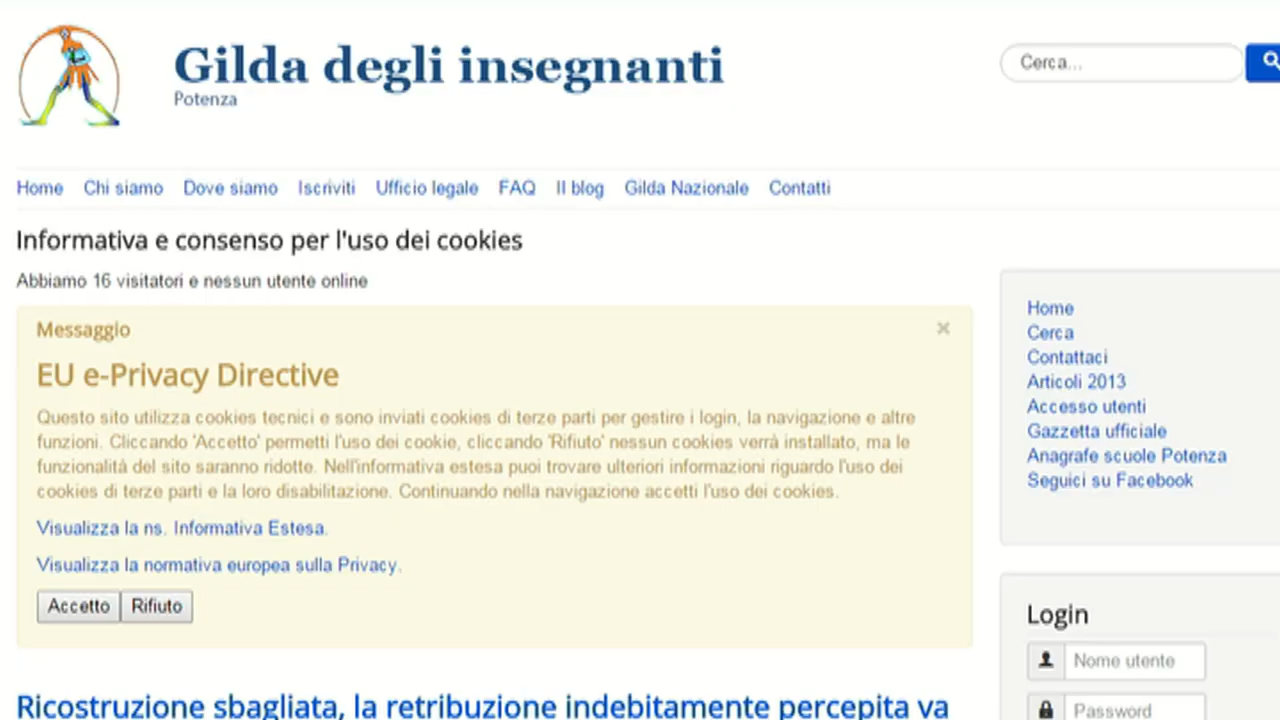 Gilda degli insegnanti
Potenza
Cerca...
Home Chi siamo Dove siamo Iscriviti Ufficio legale FAQ Il blog Gilda Nazionale Contatti
Informativa e consenso per l'uso dei cookies
Abbiamo 16 visitatori e nessun utente online
Messaggio
×
EU e-Privacy Directive
Questo sito utilizza cookies tecnici e sono inviati cookies di terze parti per gestire i login, la navigazione e altre
funzioni. Cliccando 'Accetto' permetti l'uso dei cookie, cliccando 'Rifiuto' nessun cookies verrà installato, ma le
funzionalità del sito saranno ridotte. Nell'informativa estesa puoi trovare ulteriori informazioni riguardo l'uso dei
cookies di terze parti e la loro disabilitazione. Continuando nella navigazione accetti l'uso dei cookies.
Visualizza la ns. Informativa Estesa.
Visualizza la normativa europea sulla Privacy.
Accetto Rifiuto
Ricostruzione sbagliata, la retribuzione indebitamente percepita va
Home
Cerca
Contattaci
Articoli 2013
Accesso utenti
Gazzetta ufficiale
Anagrafe scuole Potenza
Seguici su Facebook
Login
Nome utente
Password